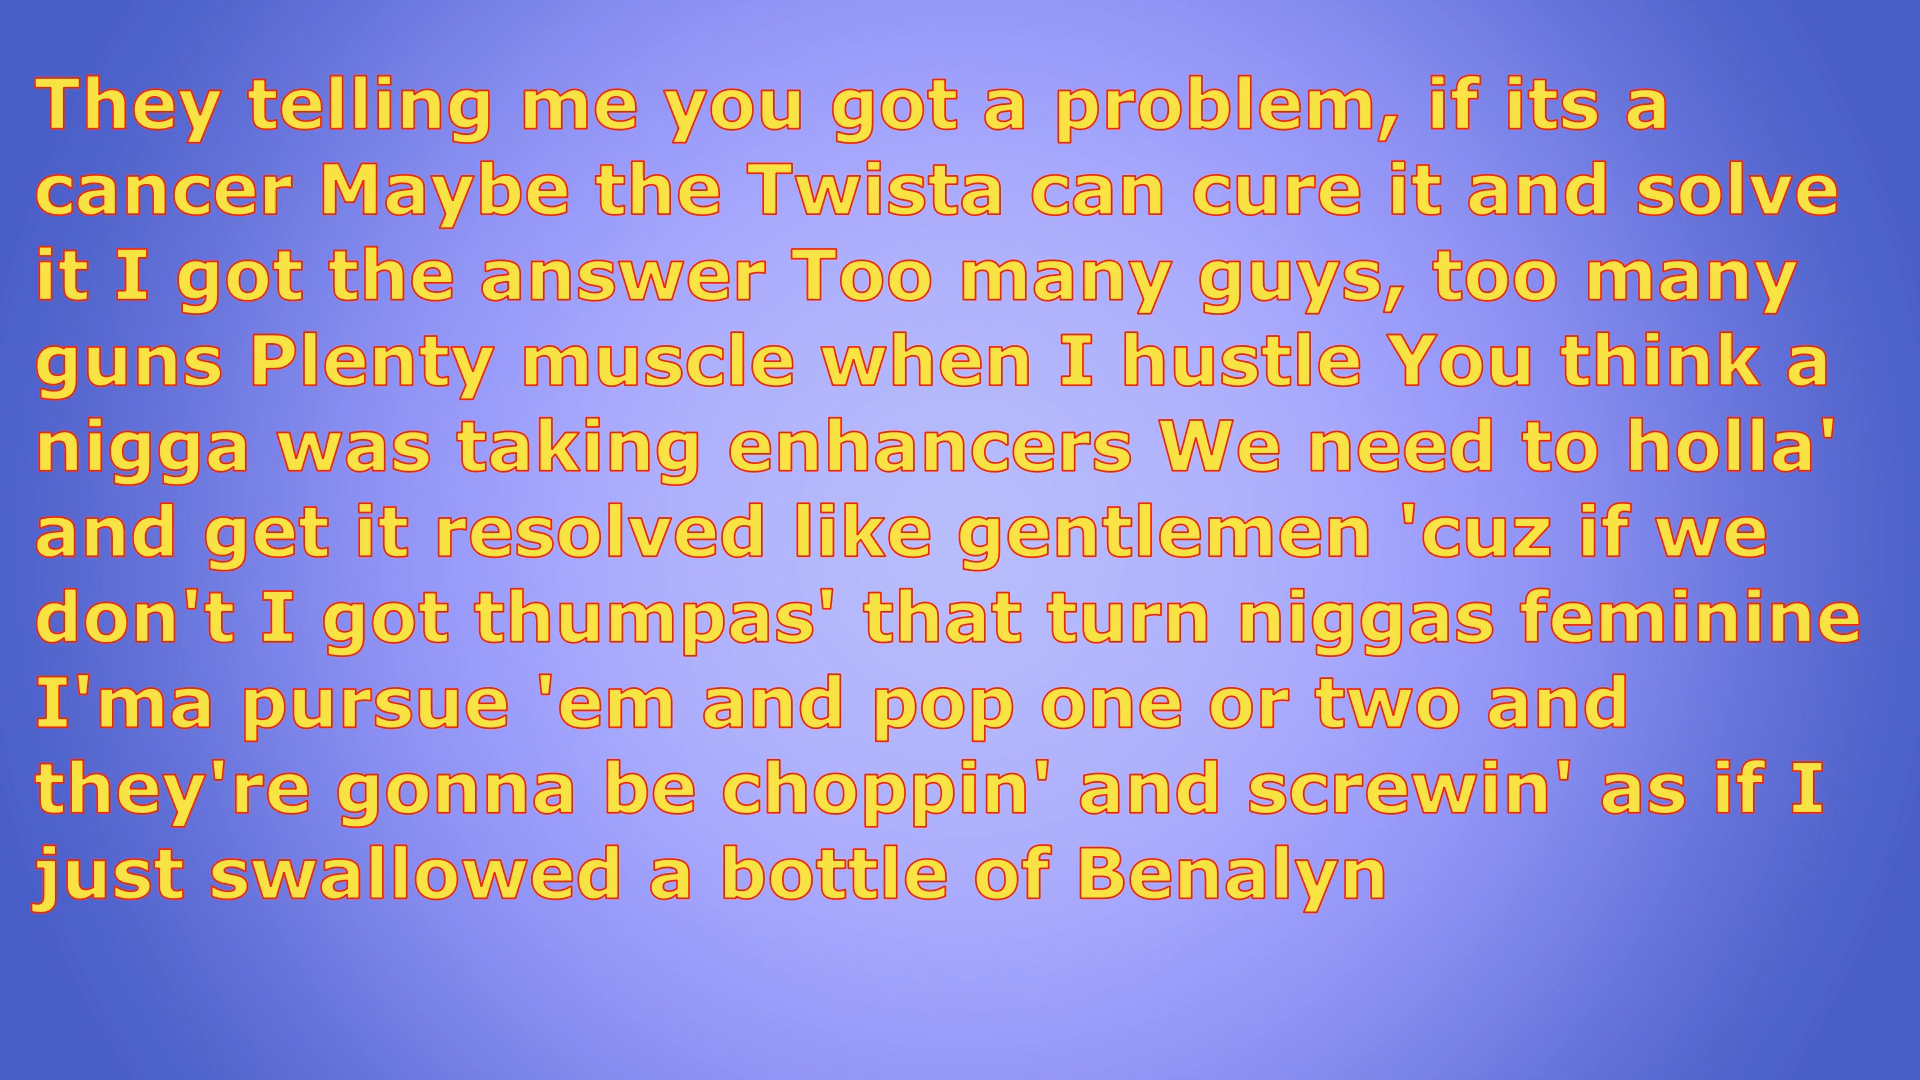 They telling me you got a problem, if its a
cancer Maybe the Twista can cure it and solve
it I got the answer Too many guys, too many
guns Plenty muscle when I hustle You think a
nigga was taking enhancers We need to holla'
and get it resolved like gentlemen 'cuz if we
don't I got thumpas' that turn niggas feminine
I'ma pursue 'em and pop one or two and
they're gonna be choppin' and screwin' as if I
just swallowed a bottle of Benalyn